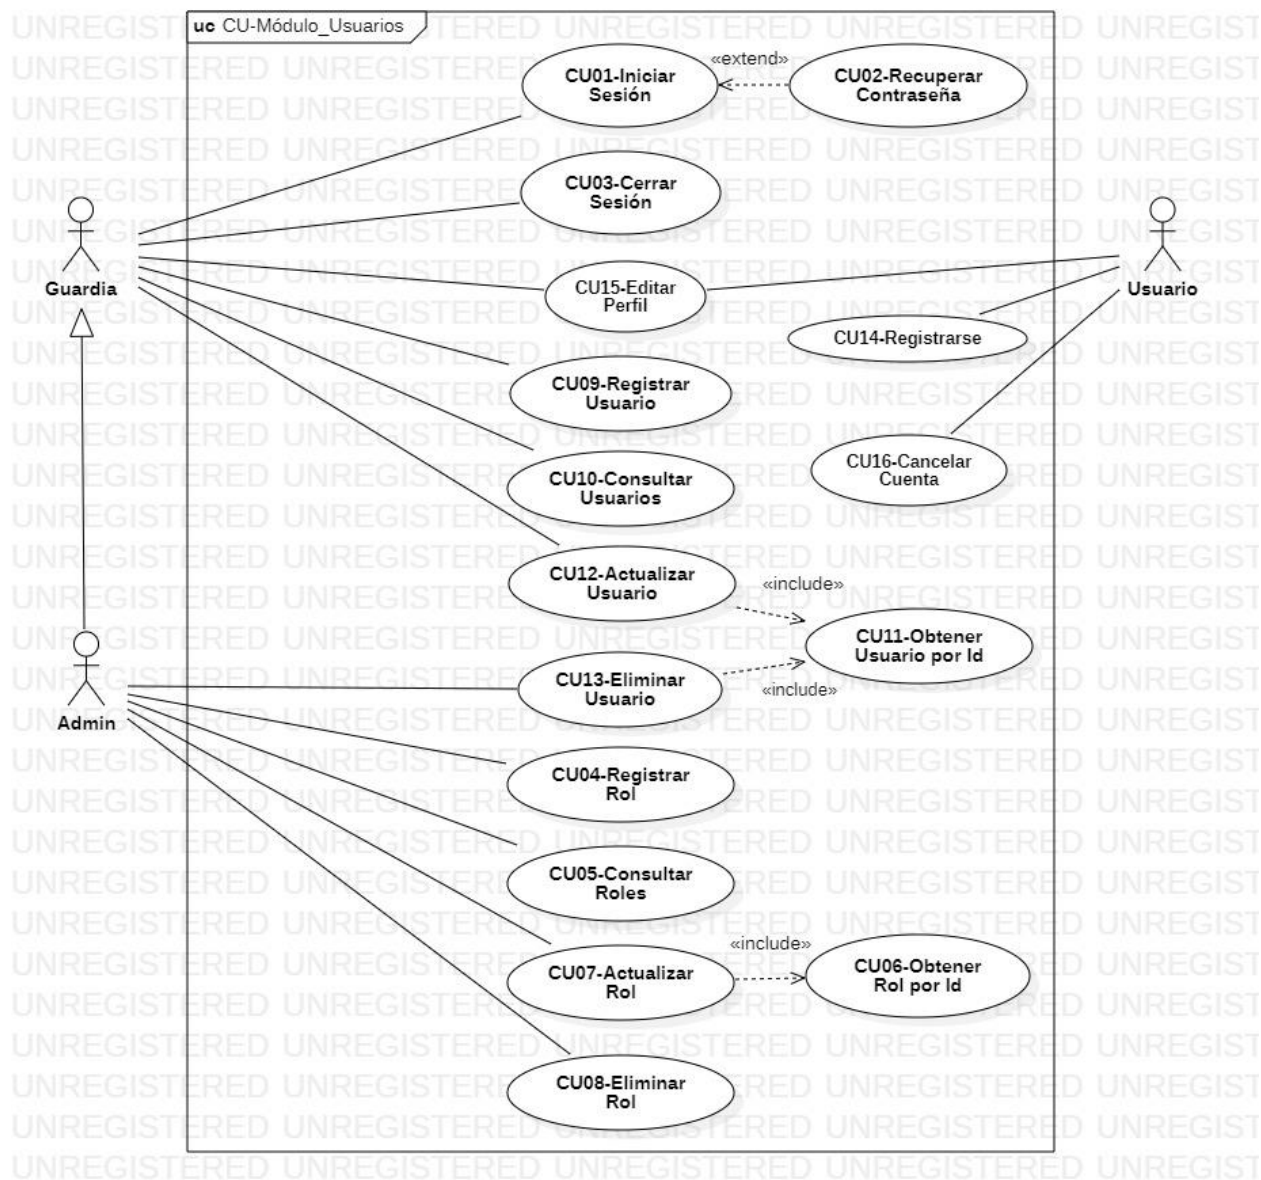 uc CU-Módulo_Usuarios
CU01-Iniciar
Sesión
«extend»
CU02-Recuperar
Contraseña
CU03-Cerrar
Sesión
Guardia
CU15-Editar
Perfil
Usuario
CU14-Registrarse
CU09-Registrar
Usuario
CU10-Consultar
Usuarios
CU16-Cancelar
Cuenta
CU12-Actualizar
Usuario
«include»
CU11-Obtener
Usuario por Id
CU13-Eliminar
Usuario
«include»
Admin
CU04-Registrar
Rol
CU05-Consultar
Roles
CU07-Actualizar
Rol
«include»
CU06-Obtener
Rol por Id
CU08-Eliminar
Rol
UNREGISTERED